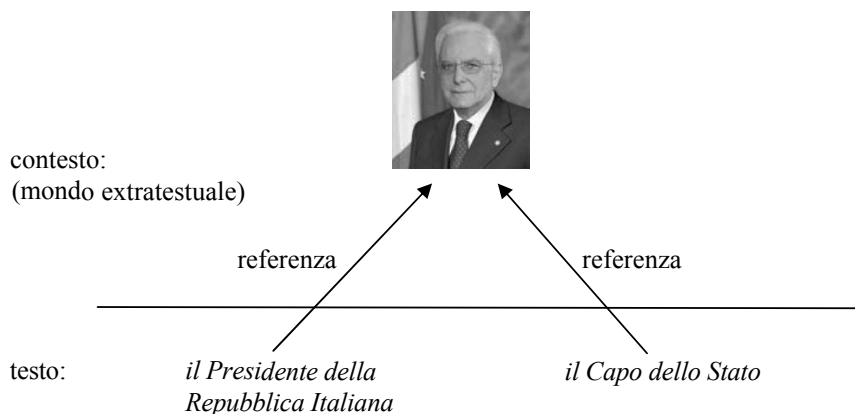 contesto:
(mondo extratestuale)
referenza referenza
testo: il Presidente della il Capo dello Stato
Repubblica Italiana